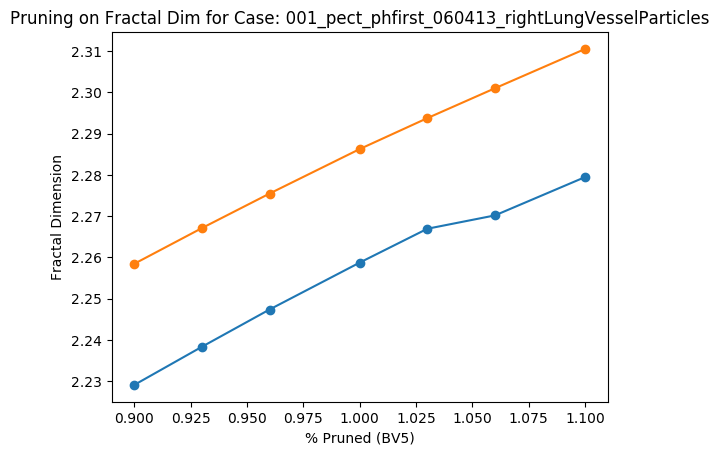 Pruning on Fractal Dim for Case: 001_pect_phfirst_060413_rightLungVesselParticles
2.31
2.30
2.29
2.28
2.27
2.26
2.25
2.24
2.23
Fractal Dimension
0.900 0.925 0.950 0.975 1.000 1.025 1.050 1.075 1.100
% Pruned (BV5)